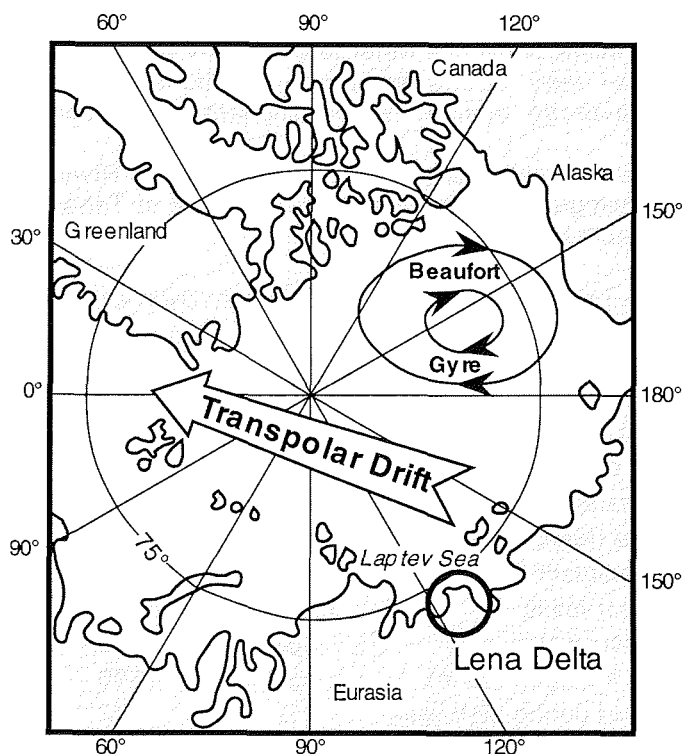 60° 90° 120°
Canada
Alaska
Greenland
150°
30°
Beaufort
Gyre
0°
180°
Transpolar Drift
90°
75°
Laptev Sea
150°
Lena Delta
Eurasia
60° 90° 120°